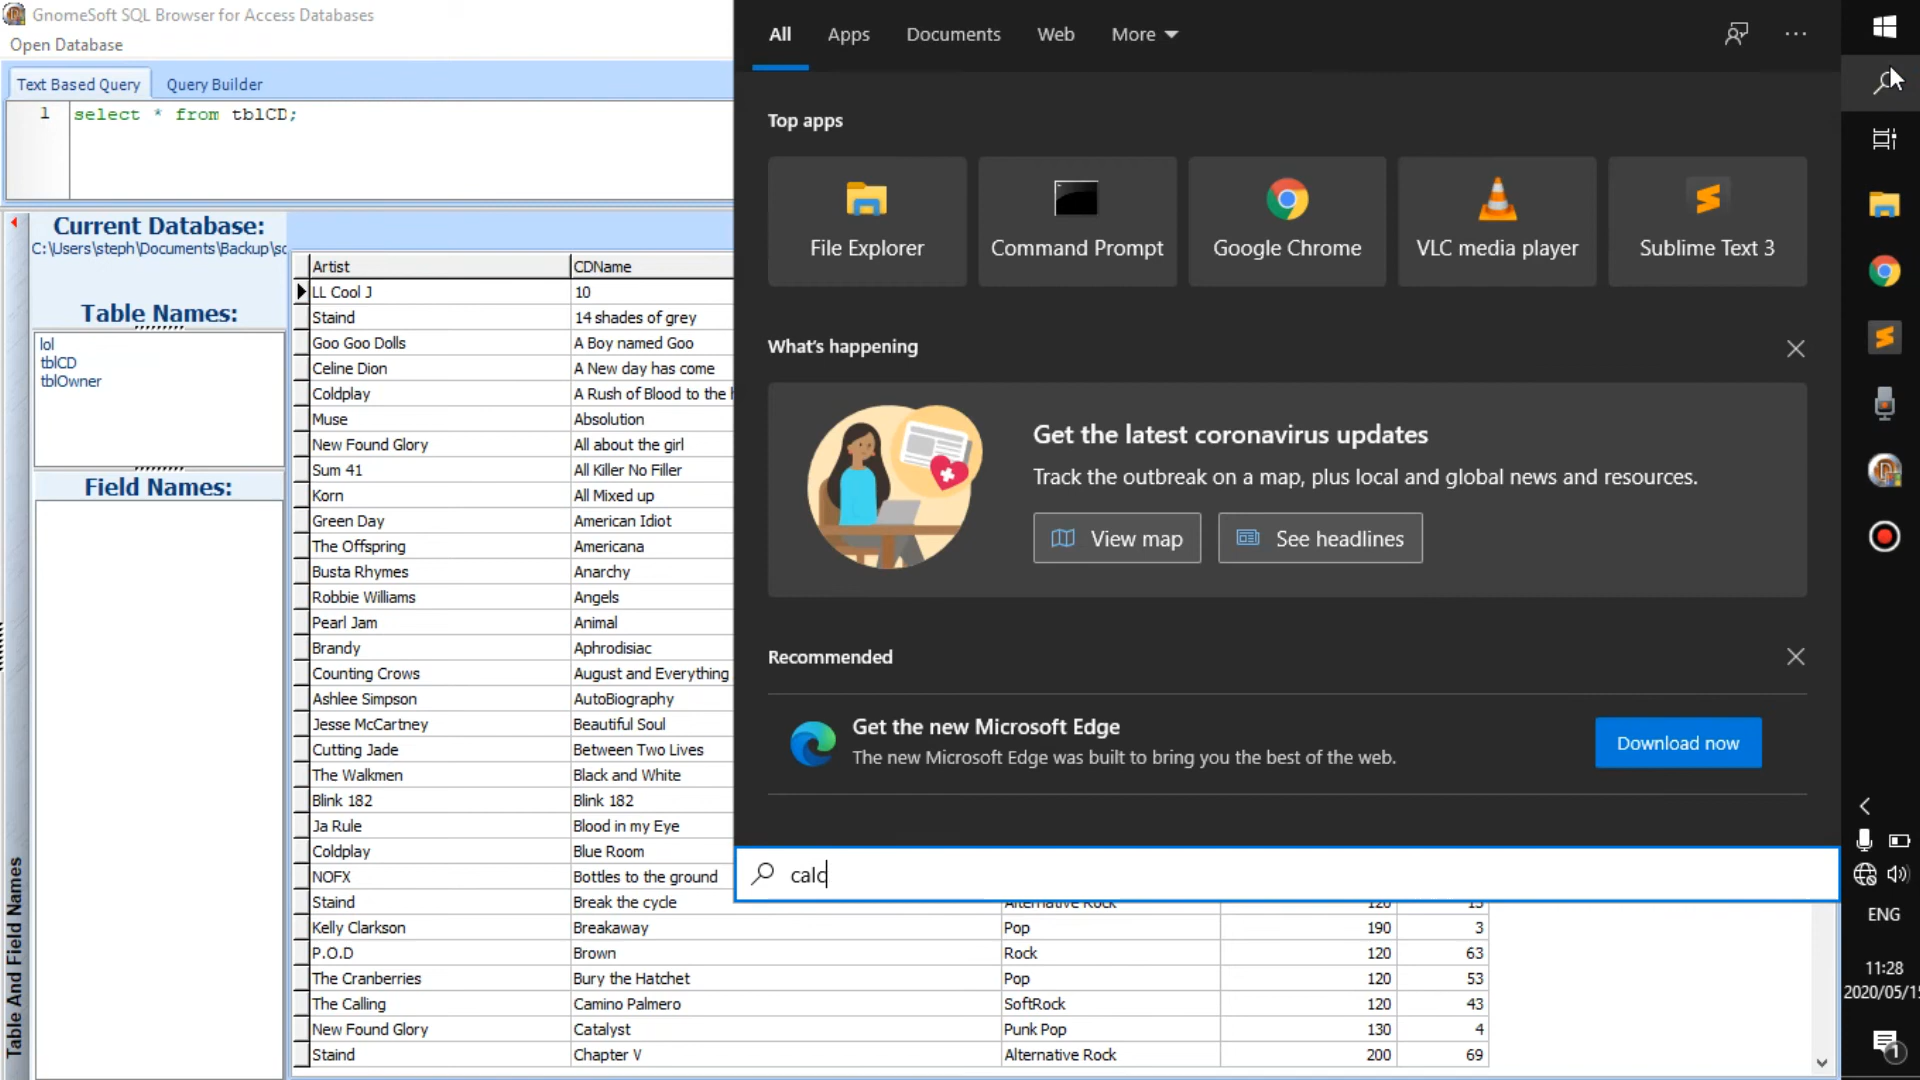 GnomeSoft SQL Browser for Access Databases
Open Database
Text Based Query
Query Builder
1 select * from tblCD;
Current Database:
C:\Users\steph\Documents\Backup\sc
Table Names:
lol
tblCD
tblOwner
Field Names:
Table And Field Names
Artist CDName
LL Cool J 10
Staind 14 shades of grey
Goo Goo Dolls A Boy named Goo
Celine Dion A New day has come
Coldplay A Rush of Blood to the h
Muse Absolution
New Found Glory All about the girl
Sum 41 All Killer No Filler
Korn All Mixed up
Green Day American Idiot
The Offspring Americana
Busta Rhymes Anarchy
Robbie Williams Angels
Pearl Jam Animal
Brandy Aphrodisiac
Counting Crows August and Everything
Ashlee Simpson AutoBiography
Jesse McCartney Beautiful Soul
Cutting Jade Between Two Lives
The Walkmen Black and White
Blink 182 Blink 182
Ja Rule Blood in my Eye
Coldplay Blue Room
NOFX Bottles to the ground
Staind Break the cycle Alternative Rock 120 13
Kelly Clarkson Breakaway Pop 190 3
P.O.D Brown Rock 120 63
The Cranberries Bury the Hatchet Pop 120 53
The Calling Camino Palmero SoftRock 120 43
New Found Glory Catalyst Punk Pop 130 4
Staind Chapter V Alternative Rock 200 69
All Apps Documents Web More
Top apps
File Explorer
Command Prompt
Google Chrome
VLC media player
Sublime Text 3
What's happening
Get the latest coronavirus updates
Track the outbreak on a map, plus local and global news and resources.
View map
See headlines
Recommended
Get the new Microsoft Edge
The new Microsoft Edge was built to bring you the best of the web.
Download now
calc
ENG
11:28
2020/05/15
1